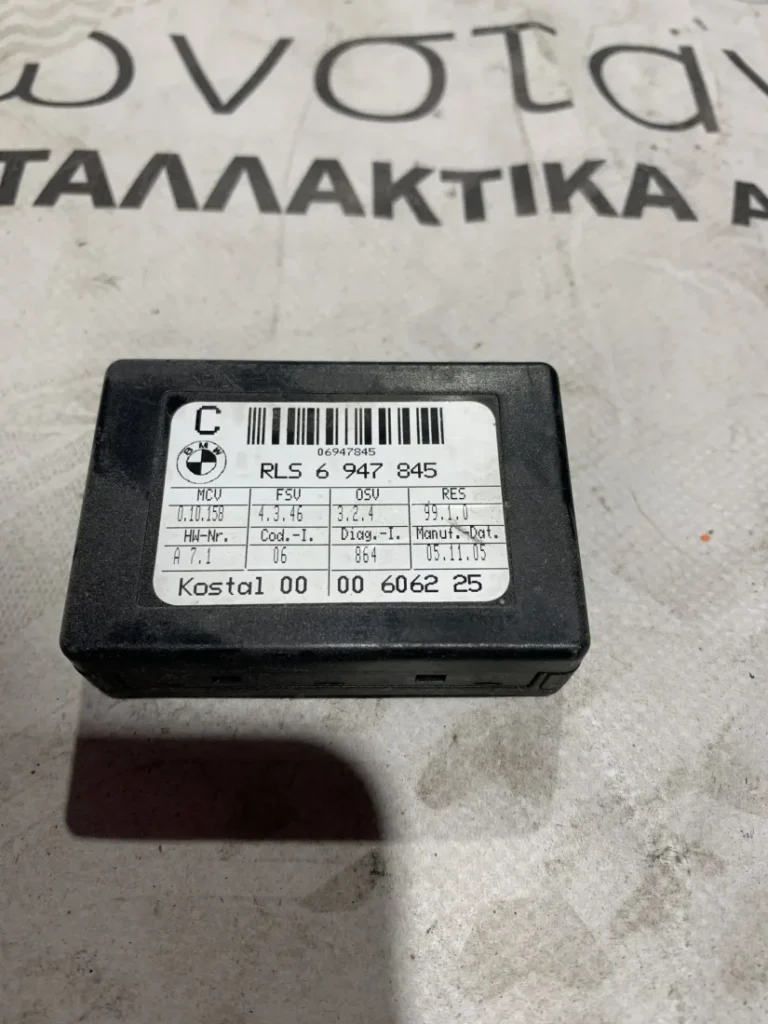 ωνστα
ΤΑΛΛΑΚΤΙΚΑ Α
C
06947845
BMW
RLS 6 947 845
MCV FSV OSV RES
0.10.158 4.3.46 3.2.4 99.1.0
HW-Nr. Cod.-I. Diag.-I. Manuf.-Dat.
A 7.1 06 864 05.11.05
Kostal 00 00 6062 25